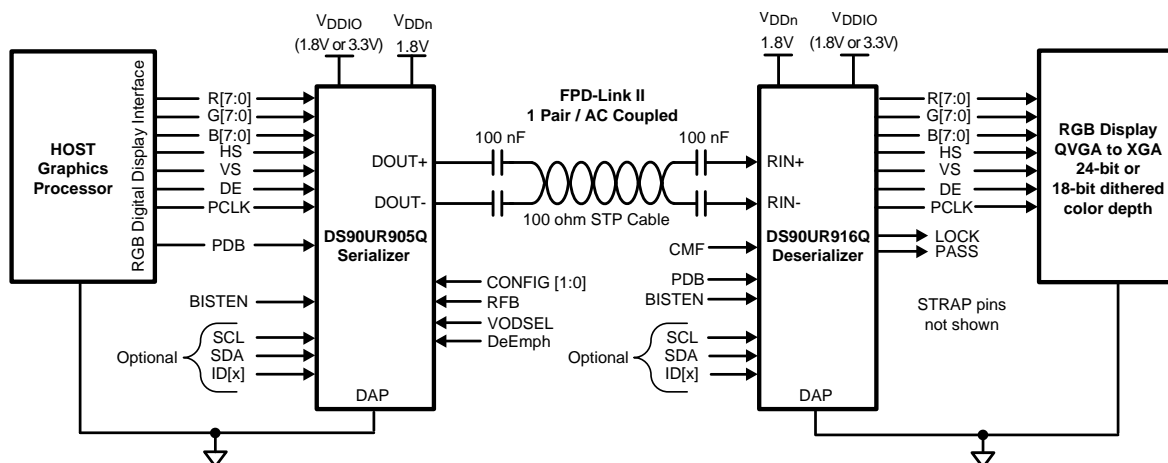 VDDIO
(1.8V or 3.3V)
VDDn
1.8V
HOST
Graphics
Processor
RGB Digital Display Interface
R[7:0]
G[7:0]
B[7:0]
HS
VS
DE
PCLK
PDB
BISTEN
Optional
SCL
SDA
ID[x]
DOUT+
DOUT-
DS90UR905Q
Serializer
DAP
CONFIG [1:0]
RFB
VODSEL
DeEmph
FPD-Link II
1 Pair / AC Coupled
100 nF
100 nF
100 ohm STP Cable
VDDn
1.8V
VDDIO
(1.8V or 3.3V)
RIN+
RIN-
CMF
PDB
BISTEN
Optional
SCL
SDA
ID[x]
DS90UR916Q
Deserializer
DAP
R[7:0]
G[7:0]
B[7:0]
HS
VS
DE
PCLK
LOCK
PASS
STRAP pins
not shown
RGB Display
QVGA to XGA
24-bit or
18-bit dithered
color depth